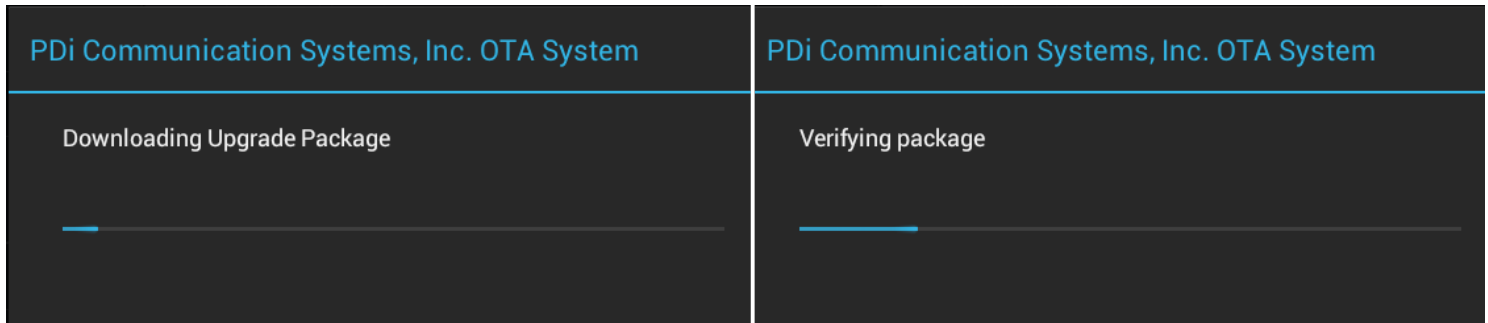 PDi Communication Systems, Inc. OTA System
Downloading Upgrade Package
PDi Communication Systems, Inc. OTA System
Verifying package